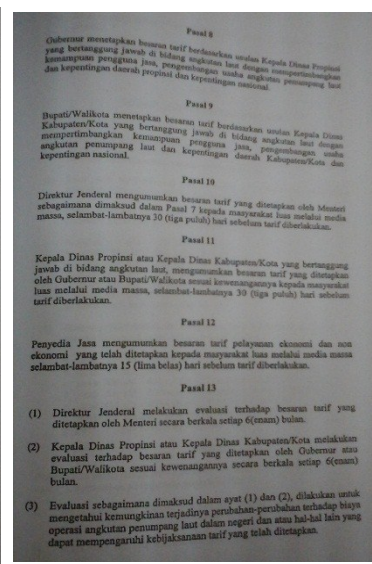 Pasal 8
Gubernur menetapkan besaran tarif berdasarkan usulan Kepala Dinas Propinsi
yang bertanggung jawab di bidang angkutan laut dengan mempertimbangkan
kemampuan pengguna jasa, pengembangan usaha angkutan penumpang laut
dan kepentingan daerah propinsi dan kepentingan nasional.
Pasal 9
Bupati/Walikota menetapkan besaran tarif berdasarkan usulan Kepala Dinas
Kabupaten/Kota yang bertanggung jawab di bidang angkutan laut dengan
mempertimbangkan kemampuan pengguna jasa, pengembangan usaha
angkutan penumpang laut dan kepentingan daerah Kabupaten/Kota dan
kepentingan nasional.
Pasal 10
Direktur Jenderal mengumumkan besaran tarif yang ditetapkan oleh Menteri
sebagaimana dimaksud dalam Pasal 7 kepada masyarakat luas melalui media
massa, selambat-lambatnya 30 (tiga puluh) hari sebelum tarif diberlakukan.
Pasal 11
Kepala Dinas Propinsi atau Kepala Dinas Kabupaten/Kota yang bertanggung
jawab di bidang angkutan laut, mengumumkan besaran tarif yang ditetapkan
oleh Gubernur atau Bupati/Walikota sesuai kewenangannya kepada masyarakat
luas melalui media massa, selambat-lambatnya 30 (tiga puluh) hari sebelum
tarif diberlakukan.
Pasal 12
Penyedia Jasa mengumumkan besaran tarif pelayanan ekonomi dan non
ekonomi yang telah ditetapkan kepada masyarakat luas melalui media massa
selambat-lambatnya 15 (lima belas) hari sebelum tarif diberlakukan.
Pasal 13
(1) Direktur Jenderal melakukan evaluasi terhadap besaran tarif yang
ditetapkan oleh Menteri secara berkala setiap 6(enam) bulan.
(2) Kepala Dinas Propinsi atau Kepala Dinas Kabupaten/Kota melakukan
evaluasi terhadap besaran tarif yang ditetapkan oleh Gubernur atau
Bupati/Walikota sesuai kewenangannya secara berkala setiap 6(enam)
bulan.
(3) Evaluasi sebagaimana dimaksud dalam ayat (1) dan (2), dilakukan untuk
mengetahui kemungkinan terjadinya perubahan-perubahan terhadap biaya
operasi angkutan penumpang laut dalam negeri dan atau hal-hal lain yang
dapat mempengaruhi kebijaksanaan tarif yang telah ditetapkan.